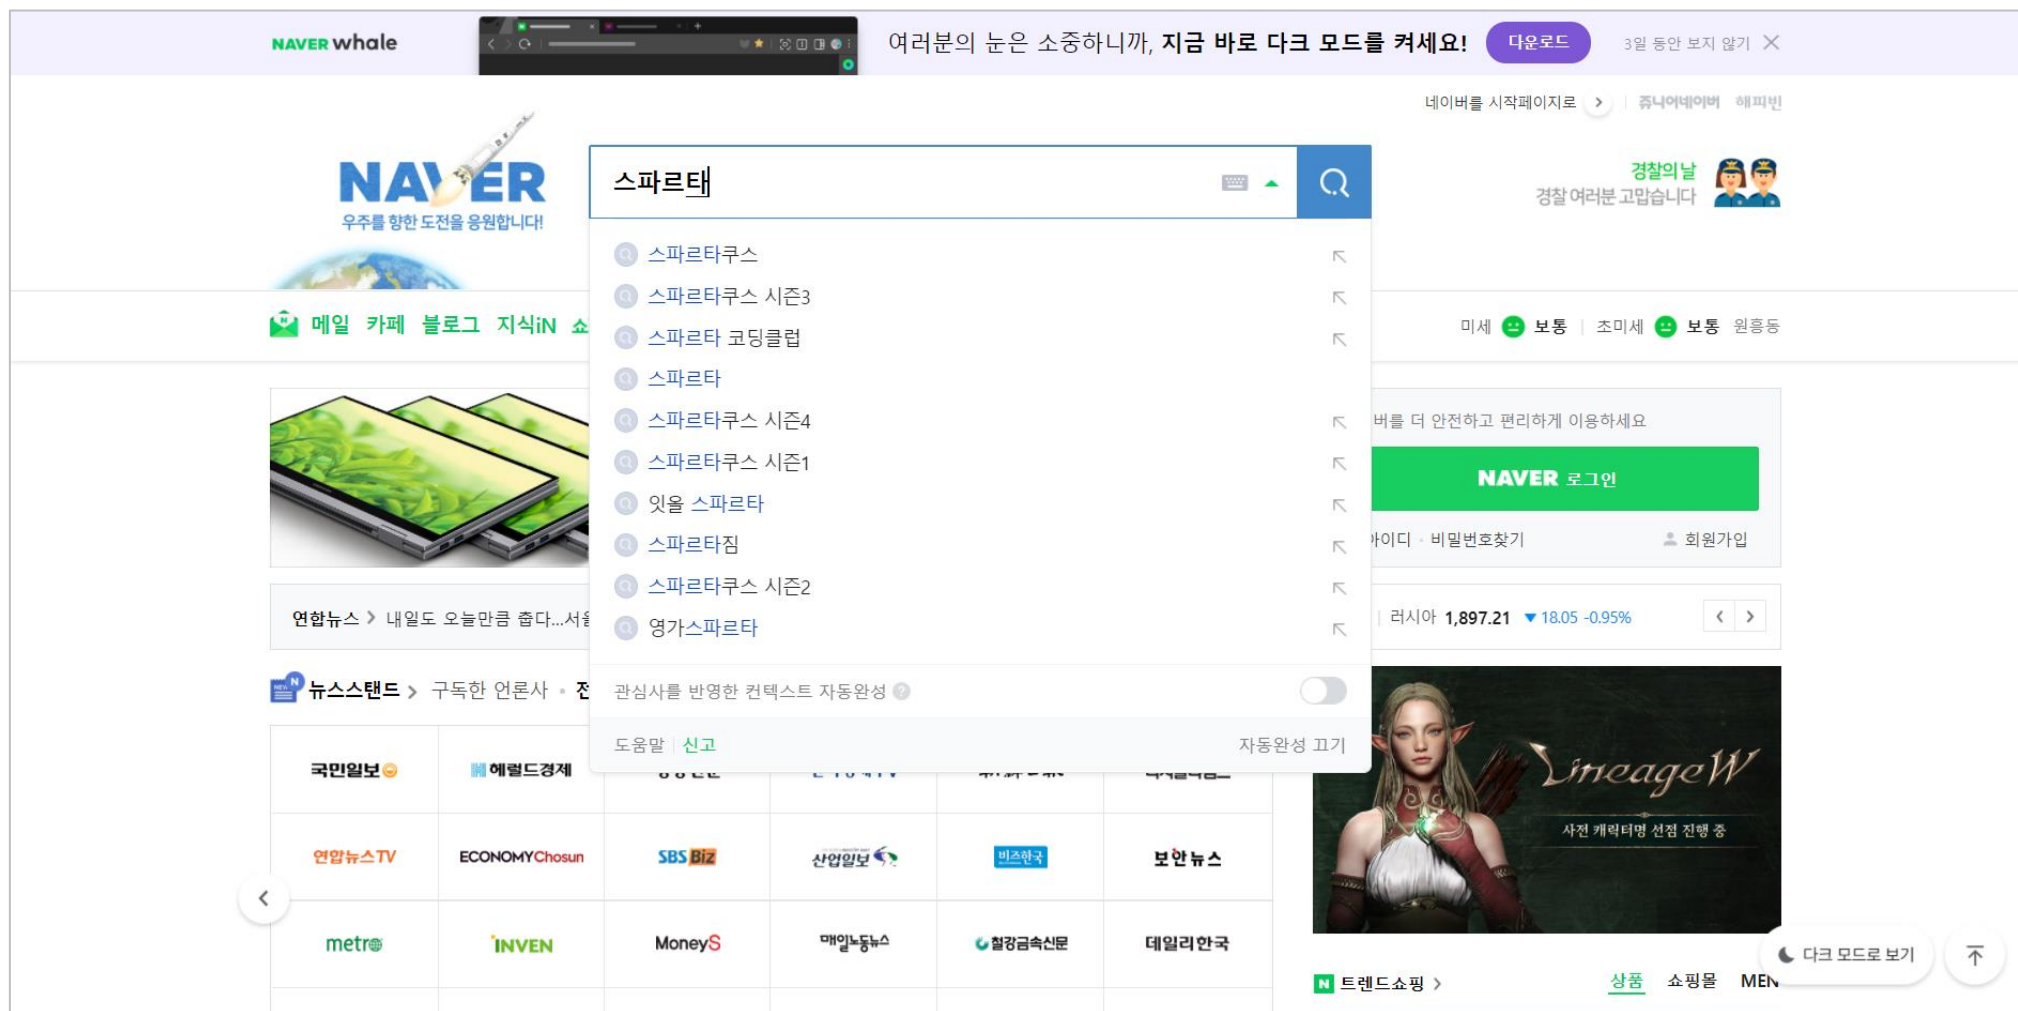 NAVER whale
여러분의 눈은 소중하니까, 지금 바로 다크 모드를 켜세요!
다운로드
3일 동안 보지 않기
네이버를 시작페이지로
쥬니어네이버 해피빈
NAVER
우주를 향한 도전을 응원합니다!
스파르타
경찰의 날
경찰 여러분 고맙습니다
스파르타쿠스
스파르타쿠스 시즌3
스파르타 코딩클럽
스파르타
스파르타쿠스 시즌4
스파르타쿠스 시즌1
잇올 스파르타
스파르타짐
스파르타쿠스 시즌2
영가스파르타
관심사를 반영한 컨텍스트 자동완성
도움말 신고
자동완성 끄기
메일 카페 블로그 지식iN 쇼
미세 보통 초미세 보통 원흥동
버를 더 안전하고 편리하게 이용하세요
NAVER 로그인
아이디 · 비밀번호찾기
회원가입
연합뉴스 > 내일도 오늘만큼 춥다...서울
러시아 1,897.21 ▼ 18.05 -0.95%
뉴스스탠드 > 구독한 언론사 · 전
국민일보
헤럴드경제
연합뉴스TV
ECONOMYChosun
SBS Biz
산업일보
비즈한국
보안뉴스
metro
INVEN
MoneyS
매일노동뉴스
철강금속신문
데일리한국
LineageW
사전 캐릭터명 선점 진행 중
다크 모드로 보기
N 트렌드쇼핑 >
상품 쇼핑몰 MEN